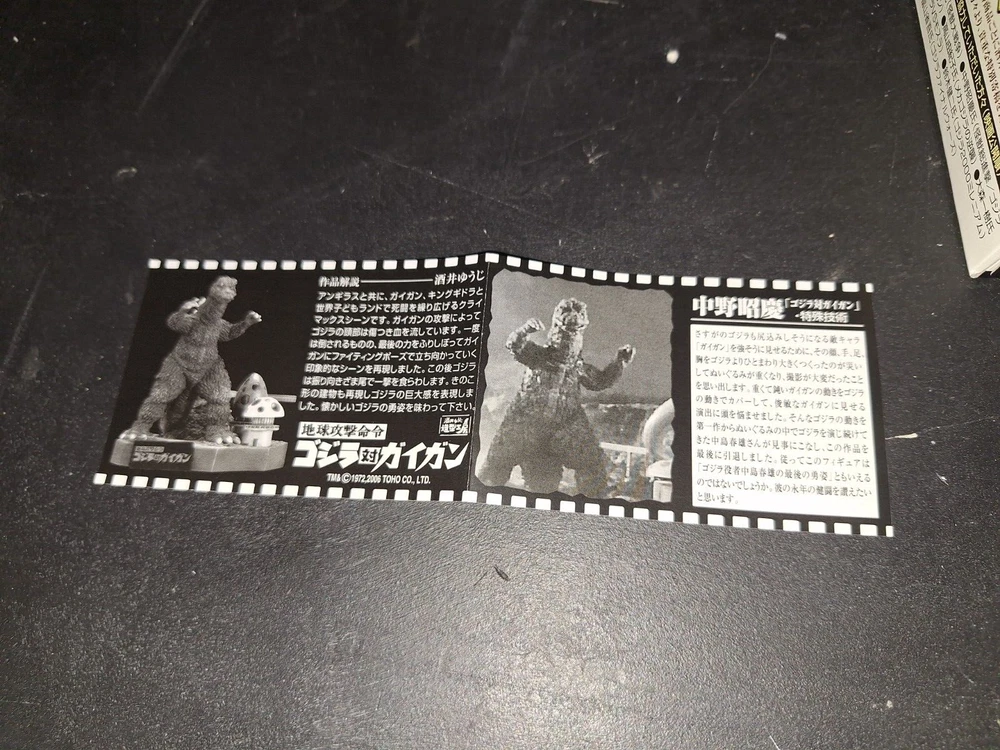 作品解説
酒井ゆうじ
アンギラスと共に、ガイガン、キングギドラと
世界子どもランドで死闘を繰り広げるクライ
マックスシーンです。ガイガンの攻撃によって
ゴジラの頭部は傷つき血を流しています。一度
は倒されるものの、最後の力をふりしぼってガイ
ガンにファイティングポーズで立ち向かっていく
印象的なシーンを再現しました。この後ゴジラ
は振り向きざま尾で一撃を食らわします。きのこ
形の建物も再現しゴジラの巨大感を表現しま
した。懐かしいゴジラの勇姿を味わって下さい。
地球攻撃命令
ゴジラ対ガイガン
TM&©1972,2006 TOHO CO., LTD.
ゴジラ対ガイガン
中野昭慶
「ゴジラ対ガイガン」
・特殊技術
さすがのゴジラも尻込みしそうになる敵キャラ
「ガイガン」を強そうに見せるために、その顔、手、足、
胸をゴジラよりひとまわり大きくつくったのが災い
してぬいぐるみが重くなり、撮影が大変だったこと
を思い出します。重くて鈍いガイガンの動きをゴジラ
の動きでカバーして、俊敏なガイガンに見せる
演出に頭を悩ませました。そんなゴジラの動きを
第一作からぬいぐるみの中でゴジラを演じ続けて
きた中島春雄さんが見事にこなし、この作品を
最後に引退しました。従ってこのフィギュアは
「ゴジラ役者中島春雄の最後の勇姿」ともいえる
のではないでしょうか。彼の永年の健闘を讃えたい
と思います。